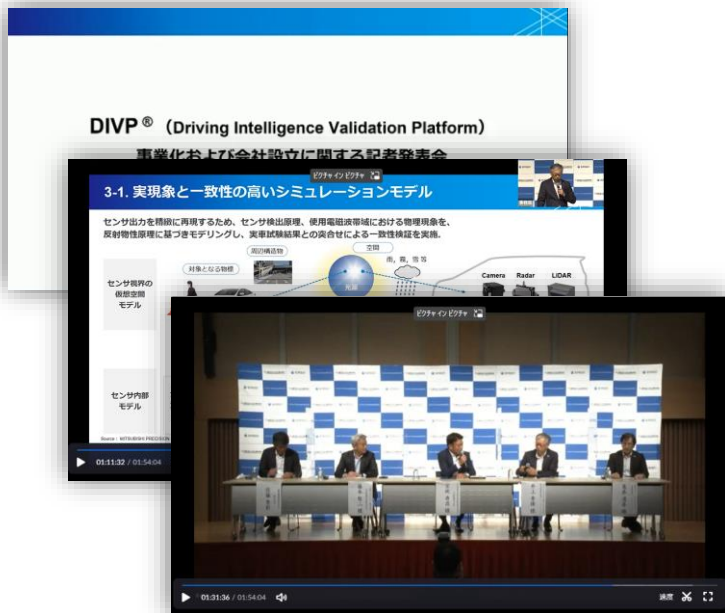 DIVP® (Driving Intelligence Validation Platform)
事業化および会社設立に関する記者発表会
ピクチャ イン ピクチャ
3-1. 実現象と一致性の高いシミュレーションモデル
センサ出力を精緻に再現するため、センサ検出原理、使用電磁波帯域における物理現象を、
反射物性原理に基づきモデリングし、実車試験結果との突合せによる一致性検証を実施.
周辺構造物
空間
対象となる物標
光源
雨, 霧, 雪 等
Camera Radar LiDAR
センサ視界の
仮想空間
モデル
センサ内部
モデル
01:11:32 / 01:54:04
ピクチャ イン ピクチャ
01:31:36 / 01:54:04
速度